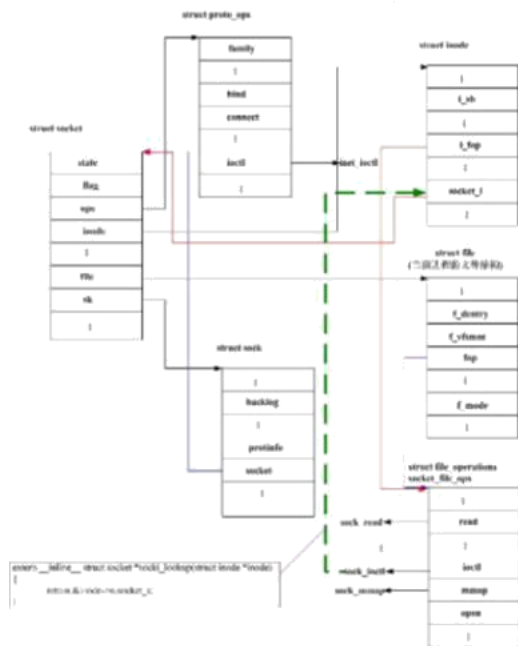 struct proto_ops
family
bind
connect
ioctl
inet_ioctl
struct inode
i_sb
i_fop
socket_i
struct socket
state
flag
ops
inode
file
sk
struct file
f_dentry
f_vfsmnt
fop
f_mode
struct sock
backlog
protinfo
socket
struct file_operations
socket_file_ops
read
ioctl
mmap
open
sock_read
sock_ioctl
sock_mmap
extern __inline__ struct socket *socki_lookup(struct inode *inode)
{
}